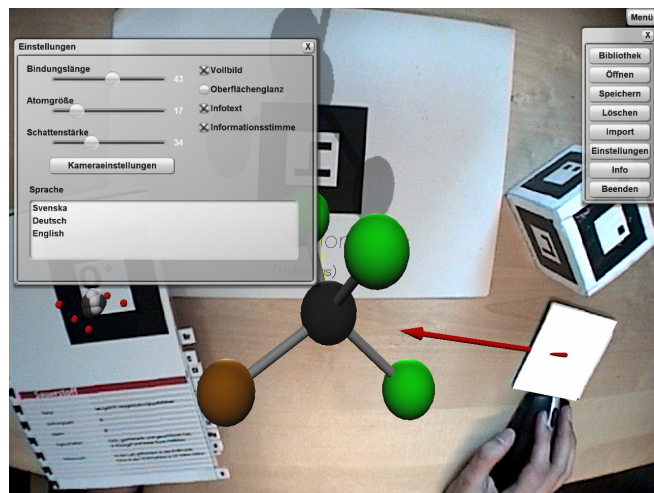 Menü
Einstellungen
X
X
Bindungslänge
43
Vollbild
Oberflächenglanz
Atomgröße
17
Infotext
Informationsstimme
Schattenstärke
34
Kameraeinstellungen
Sprache
Svenska
Deutsch
English
Bibliothek
Öffnen
Speichern
Löschen
Import
Einstellungen
Info
Beenden
Sauerstoff